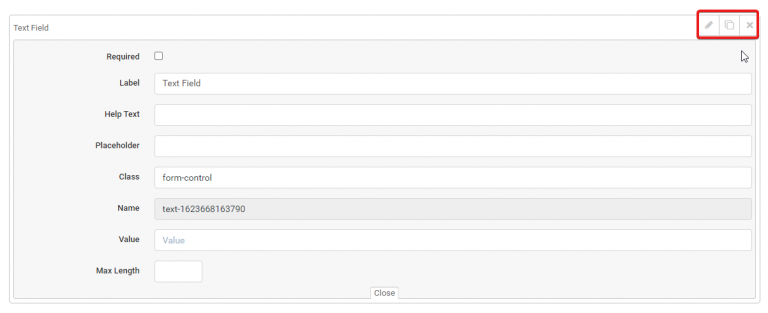 Text Field
Required
Label Text Field
Help Text
Placeholder
Class form-control
Name text-1623668163790
Value Value
Max Length
Close